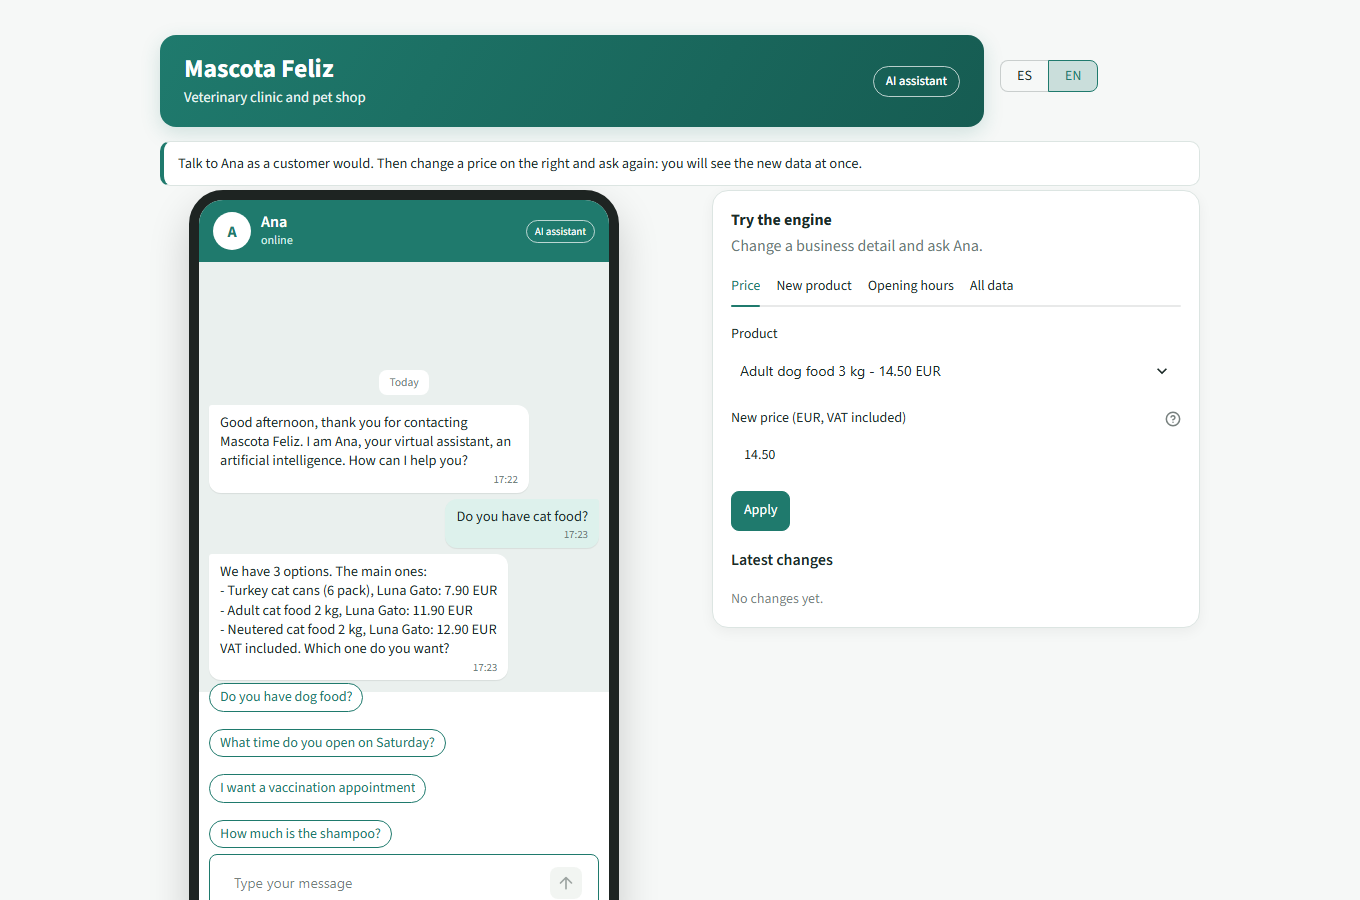 Mascota Feliz
Veterinary clinic and pet shop
AI assistant
ES
EN
Talk to Ana as a customer would. Then change a price on the right and ask again: you will see the new data at once.
A
Ana
online
AI assistant
Today
Good afternoon, thank you for contacting
Mascota Feliz. I am Ana, your virtual assistant, an
artificial intelligence. How can I help you?
17:22
Do you have cat food?
17:23
We have 3 options. The main ones:
- Turkey cat cans (6 pack), Luna Gato: 7.90 EUR
- Adult cat food 2 kg, Luna Gato: 11.90 EUR
- Neutered cat food 2 kg, Luna Gato: 12.90 EUR
VAT included. Which one do you want?
17:23
Do you have dog food?
What time do you open on Saturday?
I want a vaccination appointment
How much is the shampoo?
Type your message
Try the engine
Change a business detail and ask Ana.
Price
New product
Opening hours
All data
Product
Adult dog food 3 kg - 14.50 EUR
New price (EUR, VAT included)
14.50
Apply
Latest changes
No changes yet.